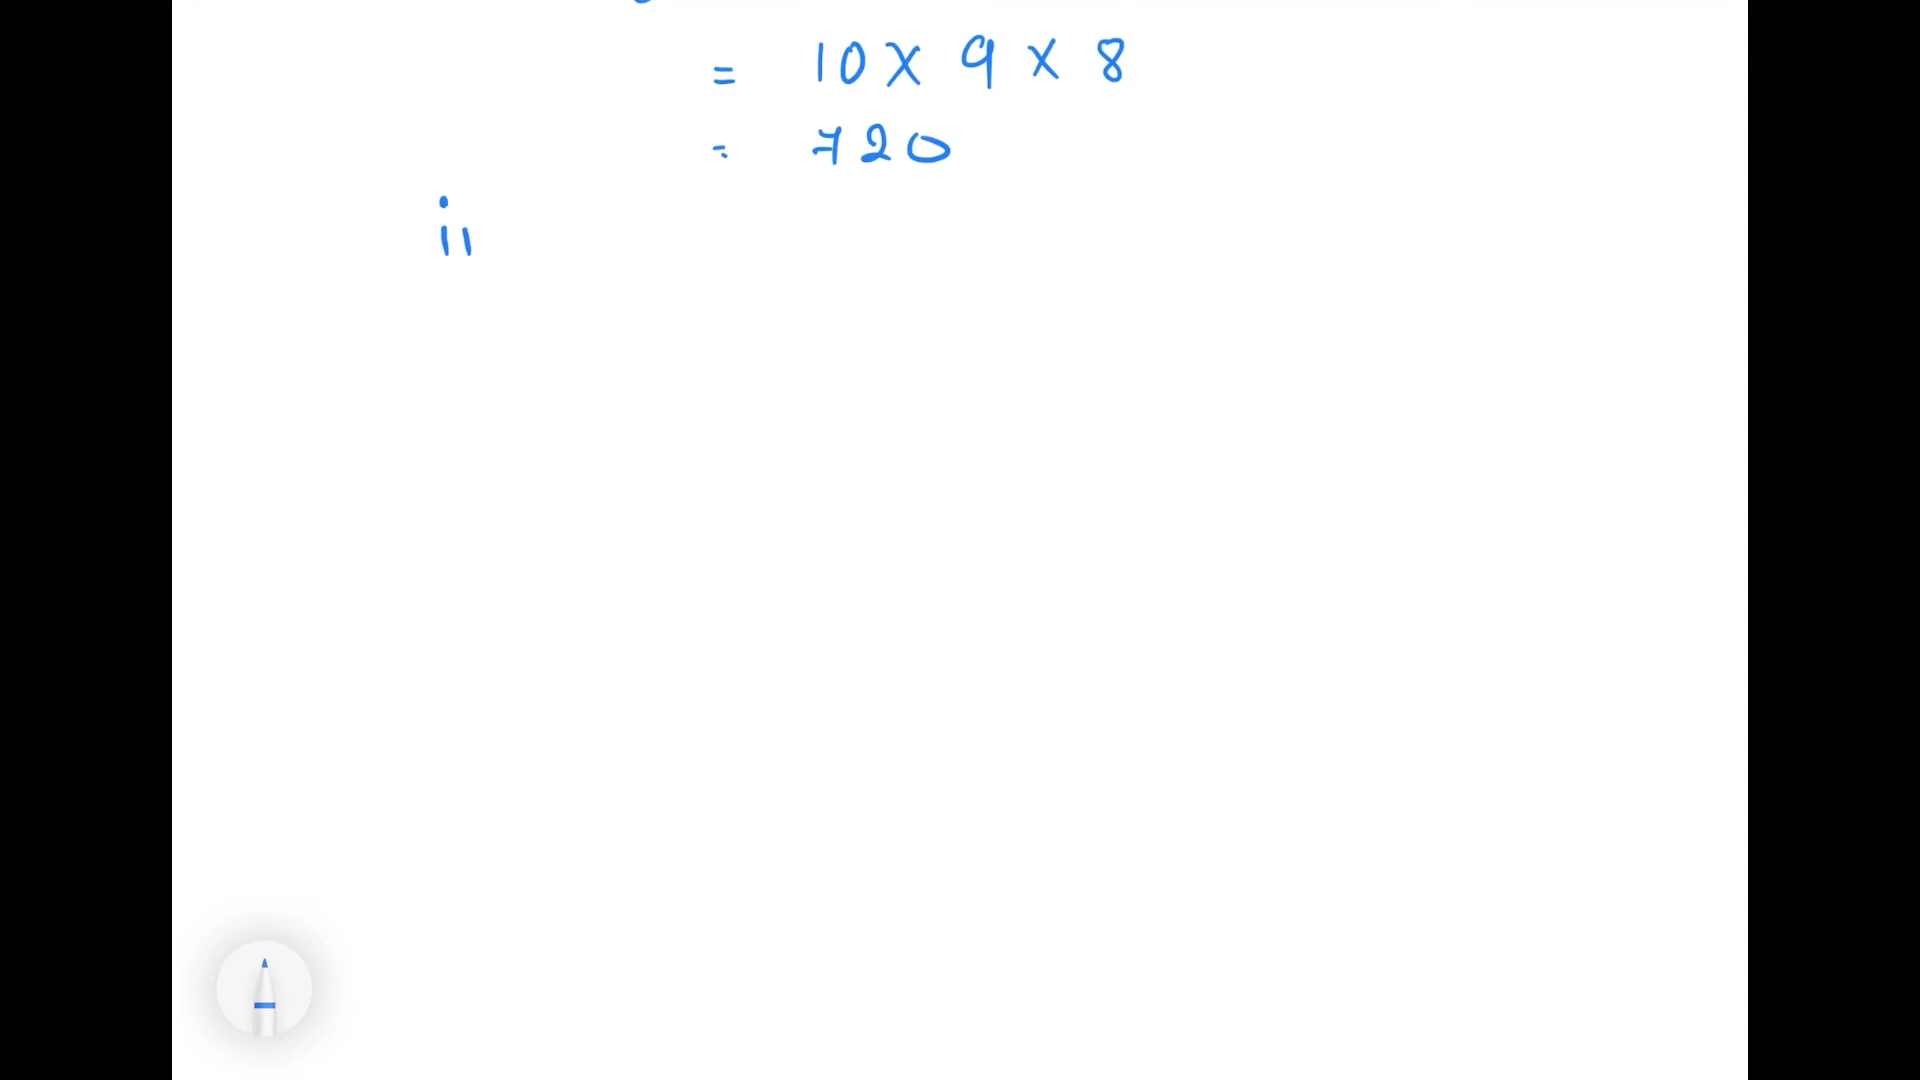 = 10 x 9 x 8
= 720
ii